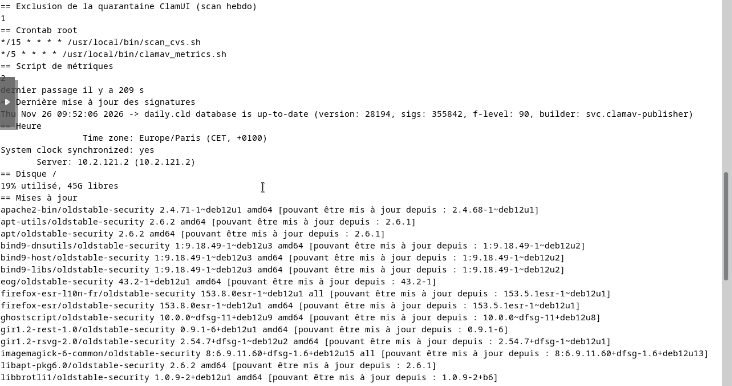 == Exclusion de la quarantaine ClamUI (scan hebdo)
1
== Crontab root
*/15 * * * * /usr/local/bin/scan_cvs.sh
*/5 * * * * /usr/local/bin/clamav_metrics.sh
== Script de métriques
2
dernier passage il y a 209 s
== Dernière mise à jour des signatures
Thu Nov 26 09:52:06 2026 -> daily.cld database is up-to-date (version: 28194, sigs: 355842, f-level: 90, builder: svc.clamav-publisher)
== Heure
Time zone: Europe/Paris (CET, +0100)
System clock synchronized: yes
Server: 10.2.121.2 (10.2.121.2)
== Disque /
19% utilisé, 45G libres
== Mises à jour
apache2-bin/oldstable-security 2.4.71-1~deb12u1 amd64 [pouvant être mis à jour depuis : 2.4.68-1~deb12u1]
apt-utils/oldstable-security 2.6.2 amd64 [pouvant être mis à jour depuis : 2.6.1]
apt/oldstable-security 2.6.2 amd64 [pouvant être mis à jour depuis : 2.6.1]
bind9-dnsutils/oldstable-security 1:9.18.49-1~deb12u3 amd64 [pouvant être mis à jour depuis : 1:9.18.49-1~deb12u2]
bind9-host/oldstable-security 1:9.18.49-1~deb12u3 amd64 [pouvant être mis à jour depuis : 1:9.18.49-1~deb12u2]
bind9-libs/oldstable-security 1:9.18.49-1~deb12u3 amd64 [pouvant être mis à jour depuis : 1:9.18.49-1~deb12u2]
eog/oldstable-security 43.2-1+deb12u1 amd64 [pouvant être mis à jour depuis : 43.2-1]
firefox-esr-l10n-fr/oldstable-security 153.8.0esr-1~deb12u1 all [pouvant être mis à jour depuis : 153.5.1esr-1~deb12u1]
firefox-esr/oldstable-security 153.8.0esr-1~deb12u1 amd64 [pouvant être mis à jour depuis : 153.5.1esr-1~deb12u1]
ghostscript/oldstable-security 10.0.0~dfsg-11+deb12u9 amd64 [pouvant être mis à jour depuis : 10.0.0~dfsg-11+deb12u8]
gir1.2-rest-1.0/oldstable-security 0.9.1-6+deb12u1 amd64 [pouvant être mis à jour depuis : 0.9.1-6]
gir1.2-rsvg-2.0/oldstable-security 2.54.7+dfsg-1~deb12u2 amd64 [pouvant être mis à jour depuis : 2.54.7+dfsg-1~deb12u1]
imagemagick-6-common/oldstable-security 8:6.9.11.60+dfsg-1.6+deb12u15 all [pouvant être mis à jour depuis : 8:6.9.11.60+dfsg-1.6+deb12u13]
libapt-pkg6.0/oldstable-security 2.6.2 amd64 [pouvant être mis à jour depuis : 2.6.1]
libbrotli1/oldstable-security 1.0.9-2+deb12u1 amd64 [pouvant être mis à jour depuis : 1.0.9-2+b6]